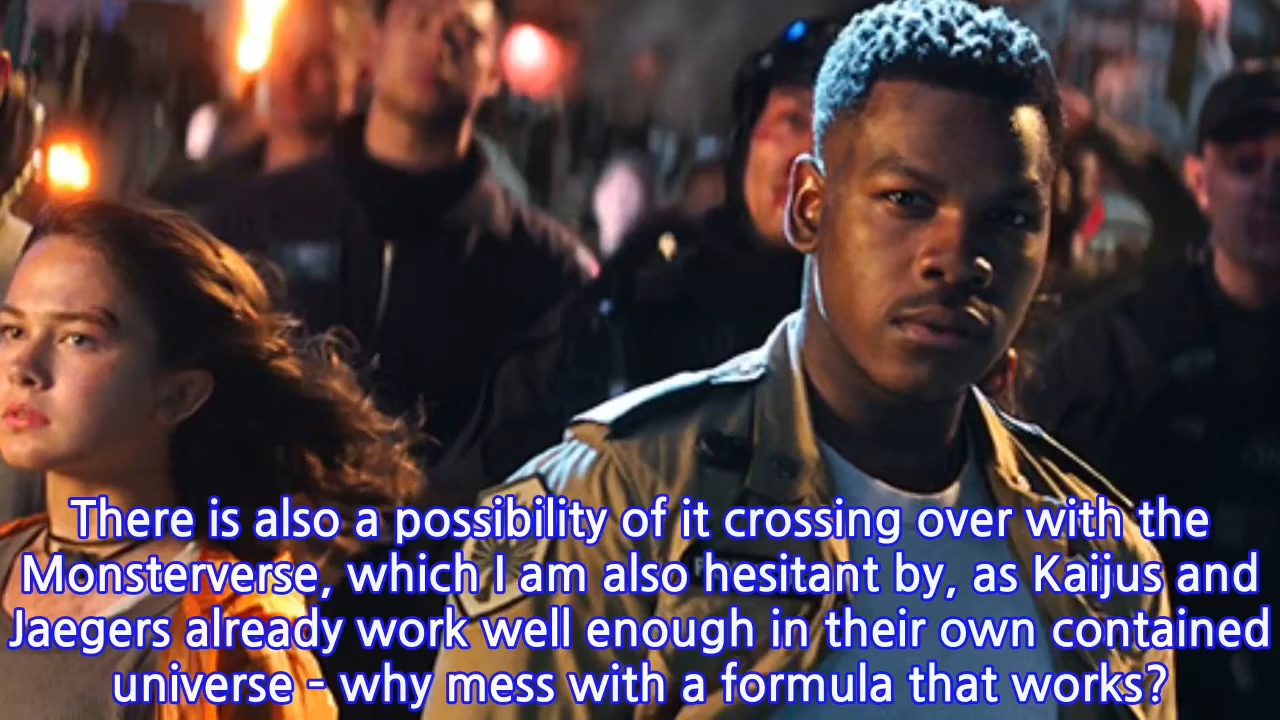 There is also a possibility of it crossing over with the
Monsterverse, which I am also hesitant by, as Kaijus and
Jaegers already work well enough in their own contained
universe - why mess with a formula that works?